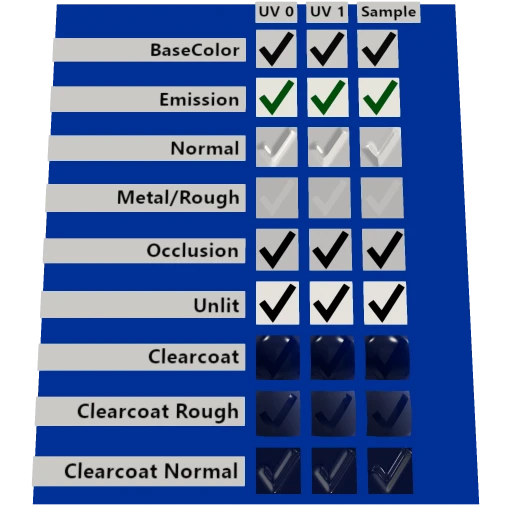 UV 0 UV 1 Sample
BaseColor
Emission
Normal
Metal/Rough
Occlusion
Unlit
Clearcoat
Clearcoat Rough
Clearcoat Normal